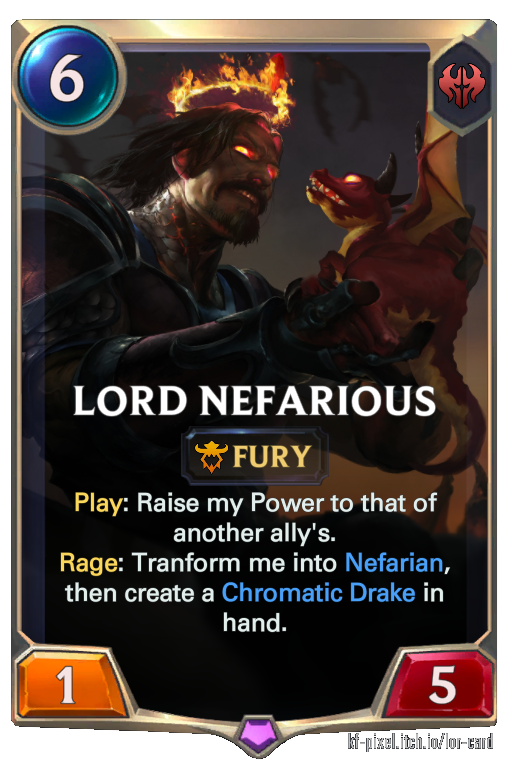 6
LORD NEFARIOUS
FURY
Play: Raise my Power to that of
another ally's.
Rage: Tranform me into Nefarian,
then create a Chromatic Drake in
hand.
1
5
kf-pixel.itch.io/lor-card